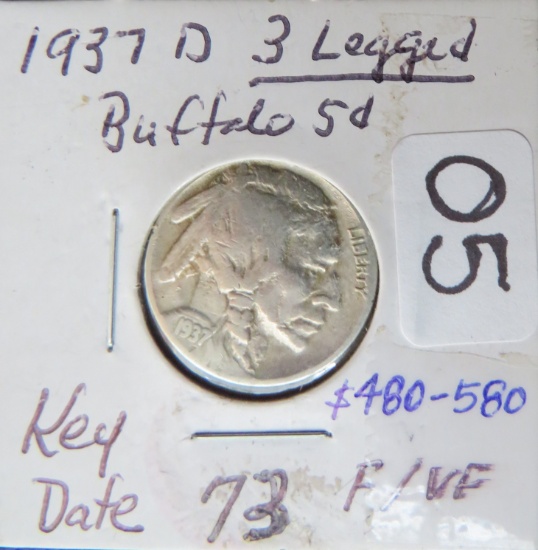 1937 D 3 Legged
Buffalo 5¢
05
LIBERTY
1937
$480-580
Key
Date
73
F/VF